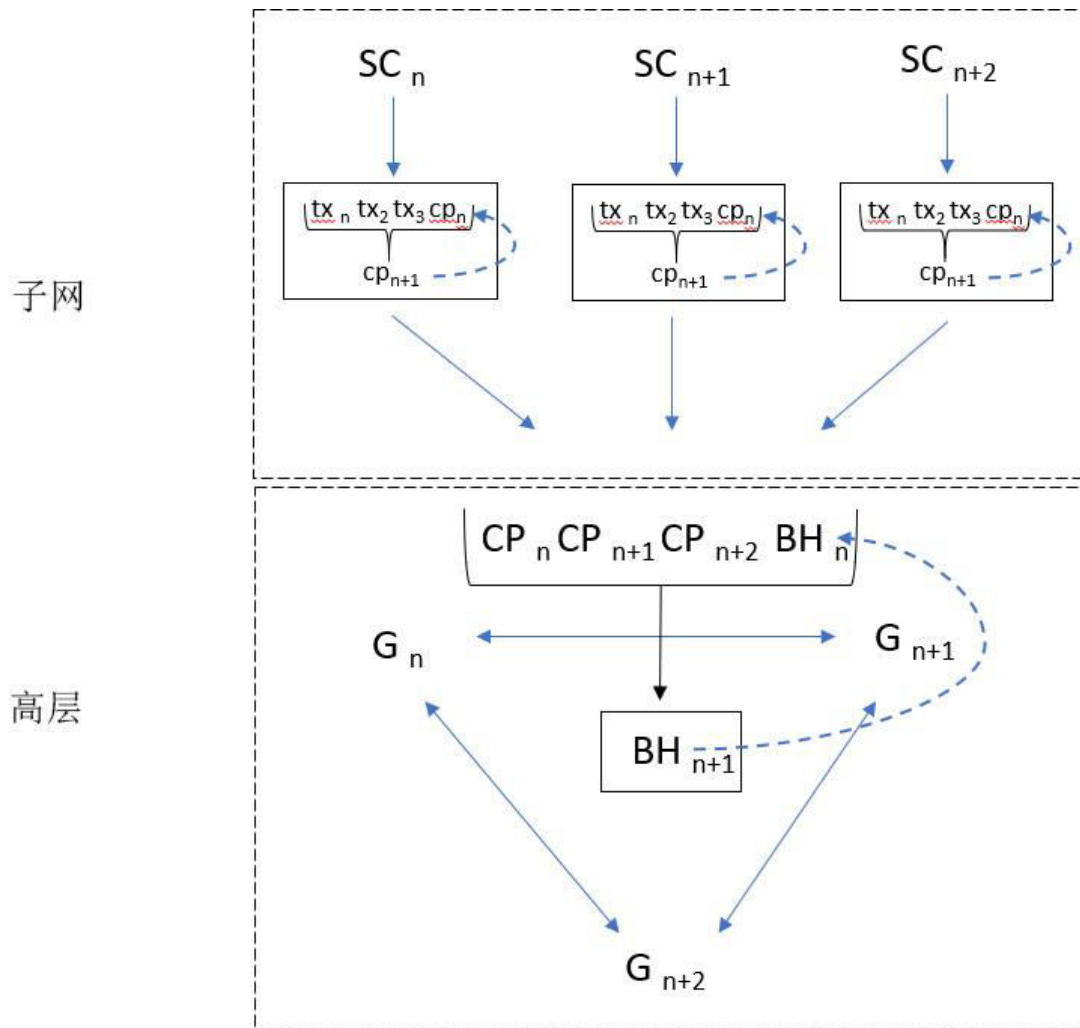 SC n SC n+1 SC n+2
tx n tx2 tx3 cpn tx n tx2 tx3 cpn tx n tx2 tx3 cpn
cpn+1 cpn+1 cpn+1
子网
CP n CP n+1 CP n+2 BH n
G n G n+1
高层
BH n+1
G n+2